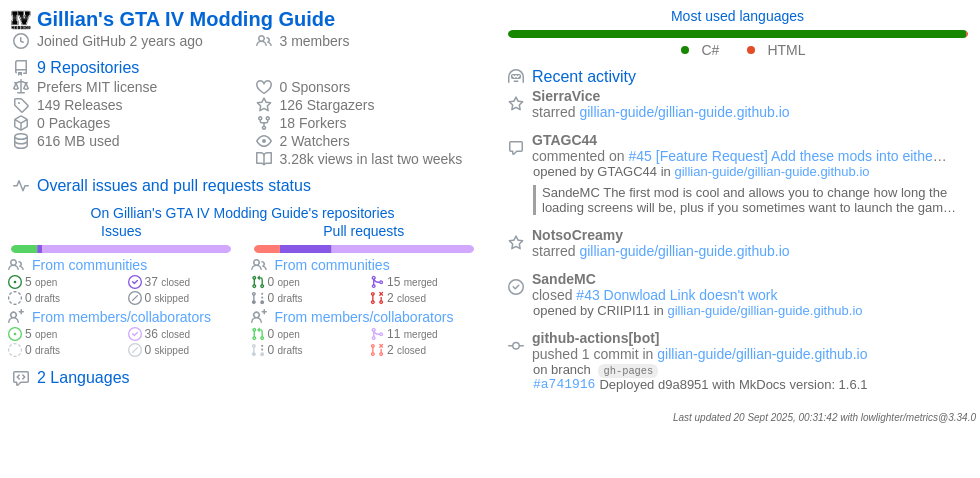 Gillian's GTA IV Modding Guide
Joined GitHub 2 years ago
3 members
9 Repositories
Prefers MIT license
149 Releases
0 Packages
616 MB used
0 Sponsors
126 Stargazers
18 Forkers
2 Watchers
3.28k views in last two weeks
Overall issues and pull requests status
On Gillian's GTA IV Modding Guide's repositories
Issues
From communities
5 open
37 closed
0 drafts
0 skipped
From members/collaborators
5 open
36 closed
0 drafts
0 skipped
Pull requests
From communities
0 open
15 merged
0 drafts
2 closed
From members/collaborators
0 open
11 merged
0 drafts
2 closed
2 Languages
Most used languages
C#
HTML
Recent activity
SierraVice
starred gillian-guide/gillian-guide.github.io
GTAGC44
commented on #45 [Feature Request] Add these mods into eithe…
opened by GTAGC44 in gillian-guide/gillian-guide.github.io
SandeMC The first mod is cool and allows you to change how long the
loading screens will be, plus if you sometimes want to launch the gam…
NotsoCreamy
starred gillian-guide/gillian-guide.github.io
SandeMC
closed #43 Donwload Link doesn't work
opened by CRIIPI11 in gillian-guide/gillian-guide.github.io
github-actions[bot]
pushed 1 commit in gillian-guide/gillian-guide.github.io
on branch gh-pages
#a741916 Deployed d9a8951 with MkDocs version: 1.6.1
Last updated 20 Sept 2025, 00:31:42 with lowlighter/metrics@3.34.0